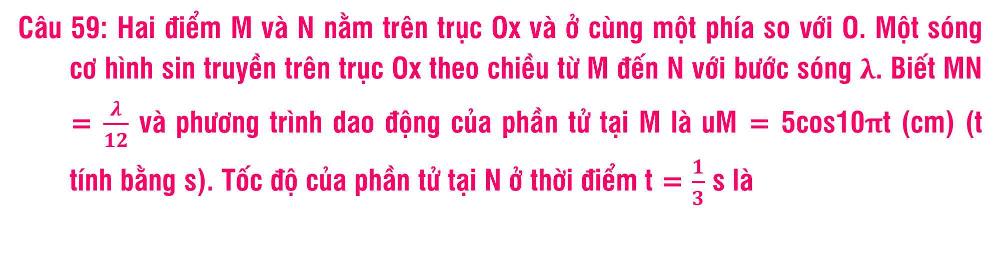 Câu 59: Hai điểm M và N nằm trên trục Ox và ở cùng một phía so với O. Một sóng
cơ hình sin truyền trên trục Ox theo chiều từ M đến N với bước sóng λ. Biết MN
= λ/12 và phương trình dao động của phần tử tại M là uM = 5cos10πt (cm) (t
tính bằng s). Tốc độ của phần tử tại N ở thời điểm t = 1/3 s là